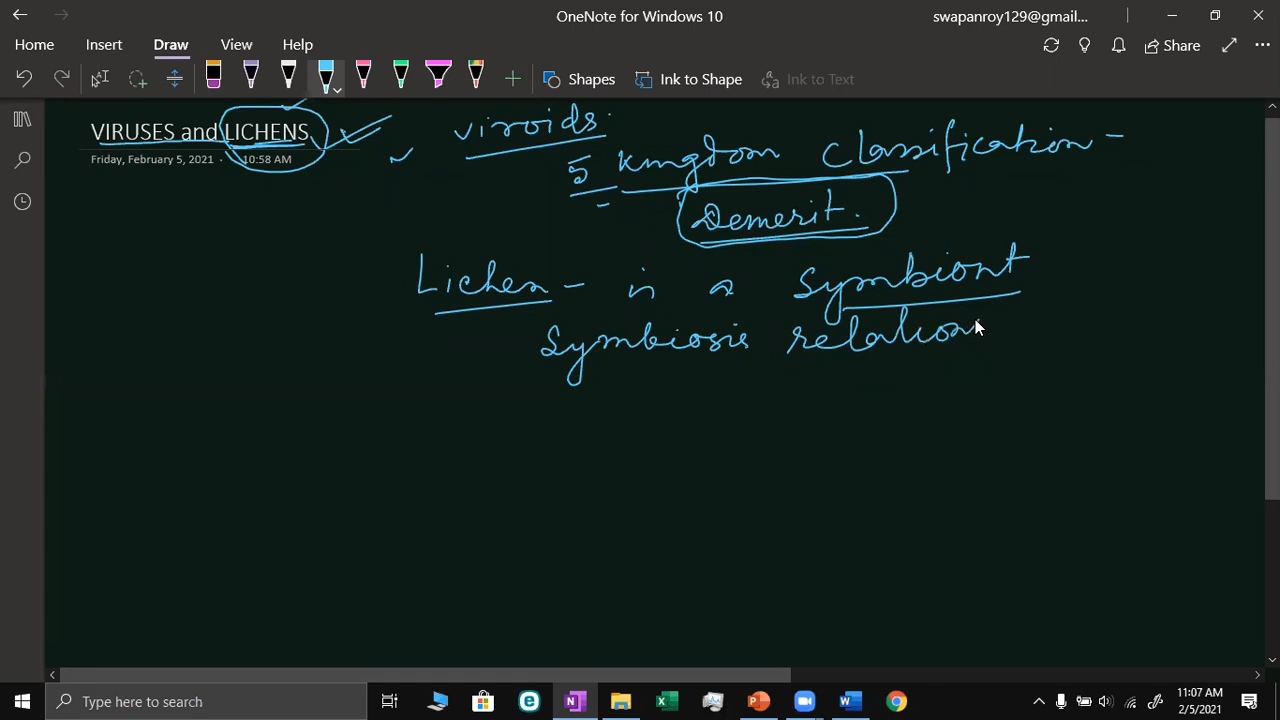 OneNote for Windows 10
swapanroy129@gmail...
Home Insert Draw View Help
Share
Shapes Ink to Shape Ink to Text
VIRUSES and LICHENS
Friday, February 5, 2021 10:58 AM
viroids.
5 Kingdom Classification -
Demerit.
Lichen - is a symbiont
symbiosis relation
Type here to search
11:07 AM
2/5/2021